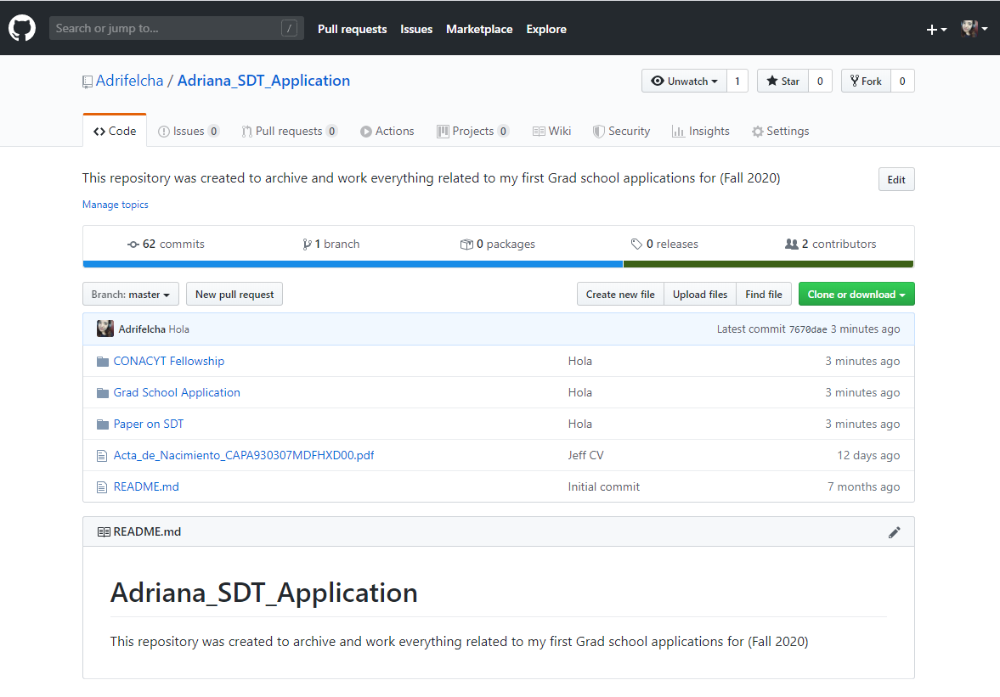 Search or jump to... /
Pull requests Issues Marketplace Explore
Adrifelcha / Adriana_SDT_Application
Unwatch 1 Star 0 Fork 0
Code Issues 0 Pull requests 0 Actions Projects 0 Wiki Security Insights Settings
This repository was created to archive and work everything related to my first Grad school applications for (Fall 2020)
Edit
Manage topics
62 commits 1 branch 0 packages 0 releases 2 contributors
Branch: master New pull request Create new file Upload files Find file Clone or download
Adrifelcha Hola Latest commit 7670dae 3 minutes ago
CONACYT Fellowship Hola 3 minutes ago
Grad School Application Hola 3 minutes ago
Paper on SDT Hola 3 minutes ago
Acta_de_Nacimiento_CAPA930307MDFHXD00.pdf Jeff CV 12 days ago
README.md Initial commit 7 months ago
README.md
Adriana_SDT_Application
This repository was created to archive and work everything related to my first Grad school applications for (Fall 2020)